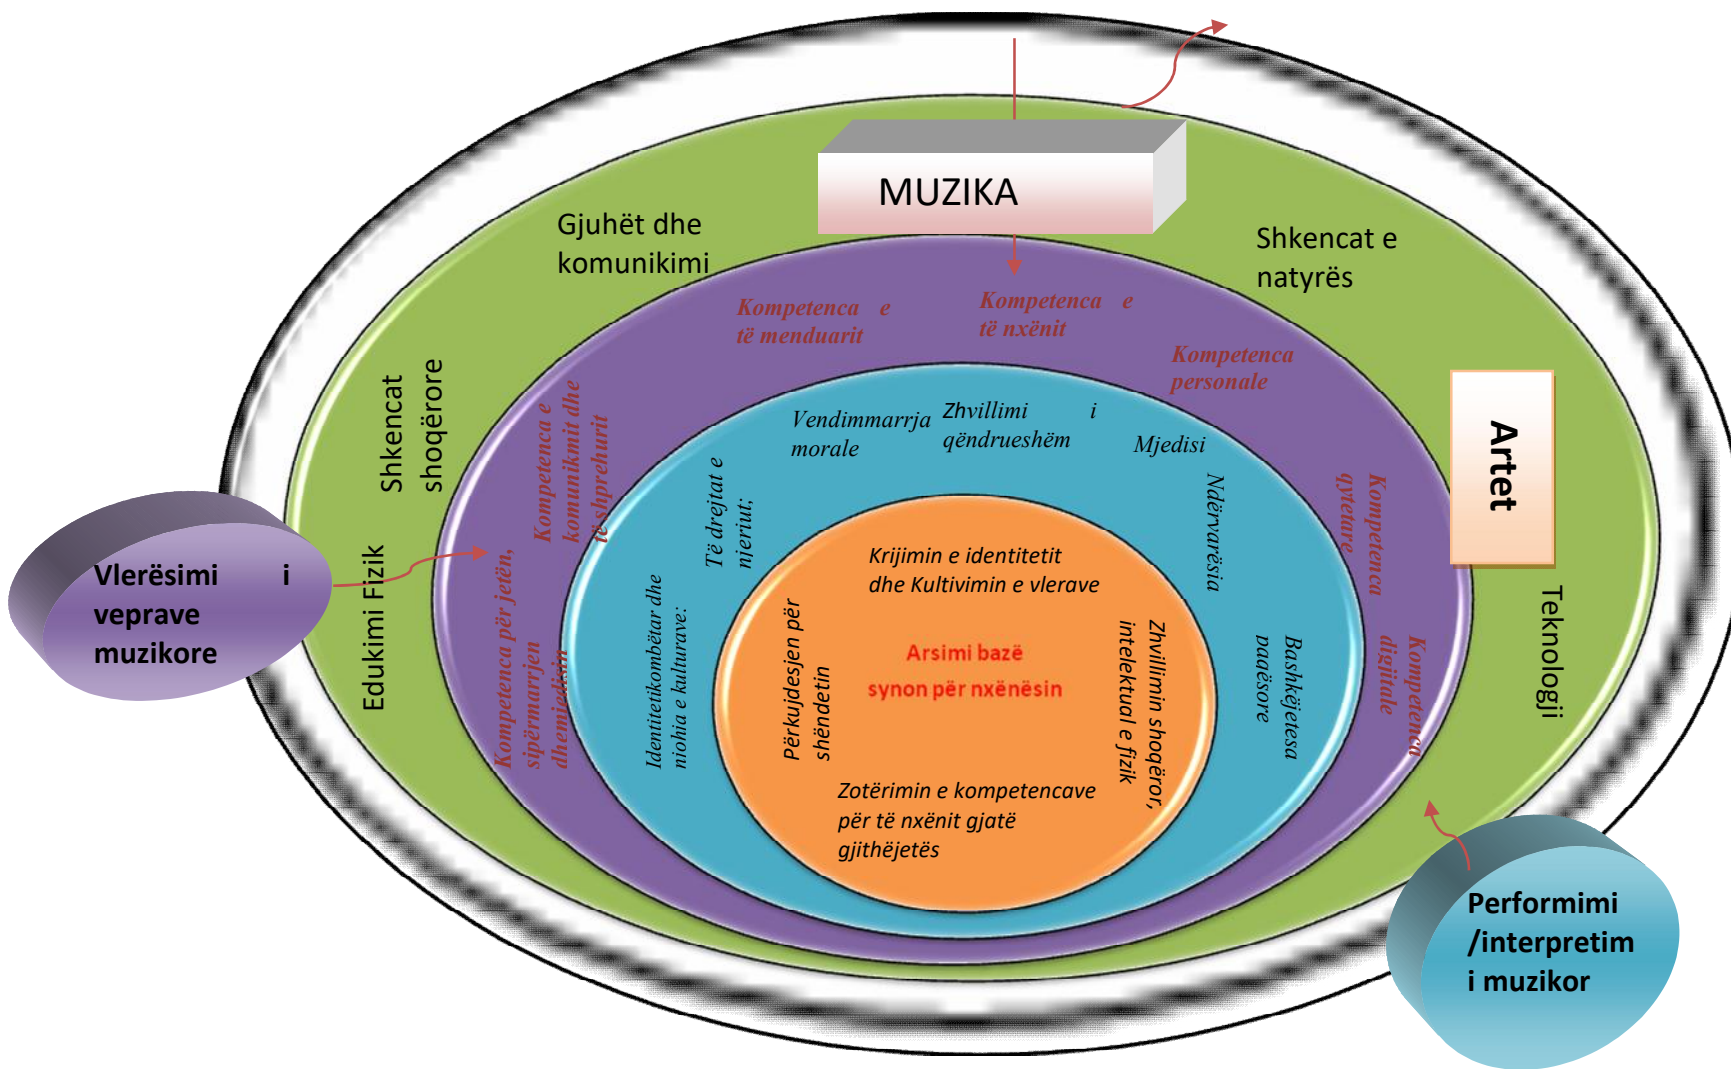 MUZIKA
Gjuhët dhe
komunikimi
Shkencat e
natyrës
Shkencat
shoqërore
Edukimi Fizik
Artet
Teknologji
Kompetenca e
të menduarit
Kompetenca e
të nxënit
Kompetenca
personale
Kompetenca e
komunikmit dhe
të shprehurit
Kompetenca për jetën,
sipërmarrjen
dhemjedisin
Kompetenca
qytetare
Kompetenca
digjitale
Vendimmarrja
morale
Zhvillimi i
qëndrueshëm
Mjedisi
Të drejtat e
njeriut;
Ndërvarësia
Identitetikombëtar dhe
njohja e kulturave:
Bashkëjetesa
paqësore
Krijimin e identitetit
dhe Kultivimin e vlerave
Përkujdesjen për
shëndetin
Arsimi bazë
synon për nxënësin
Zhvillimin shoqëror,
intelektual e fizik
Zotërimin e kompetencave
për të nxënit gjatë
gjithëjetës
Vlerësimi i
veprave
muzikore
Performimi
/interpretim
i muzikor